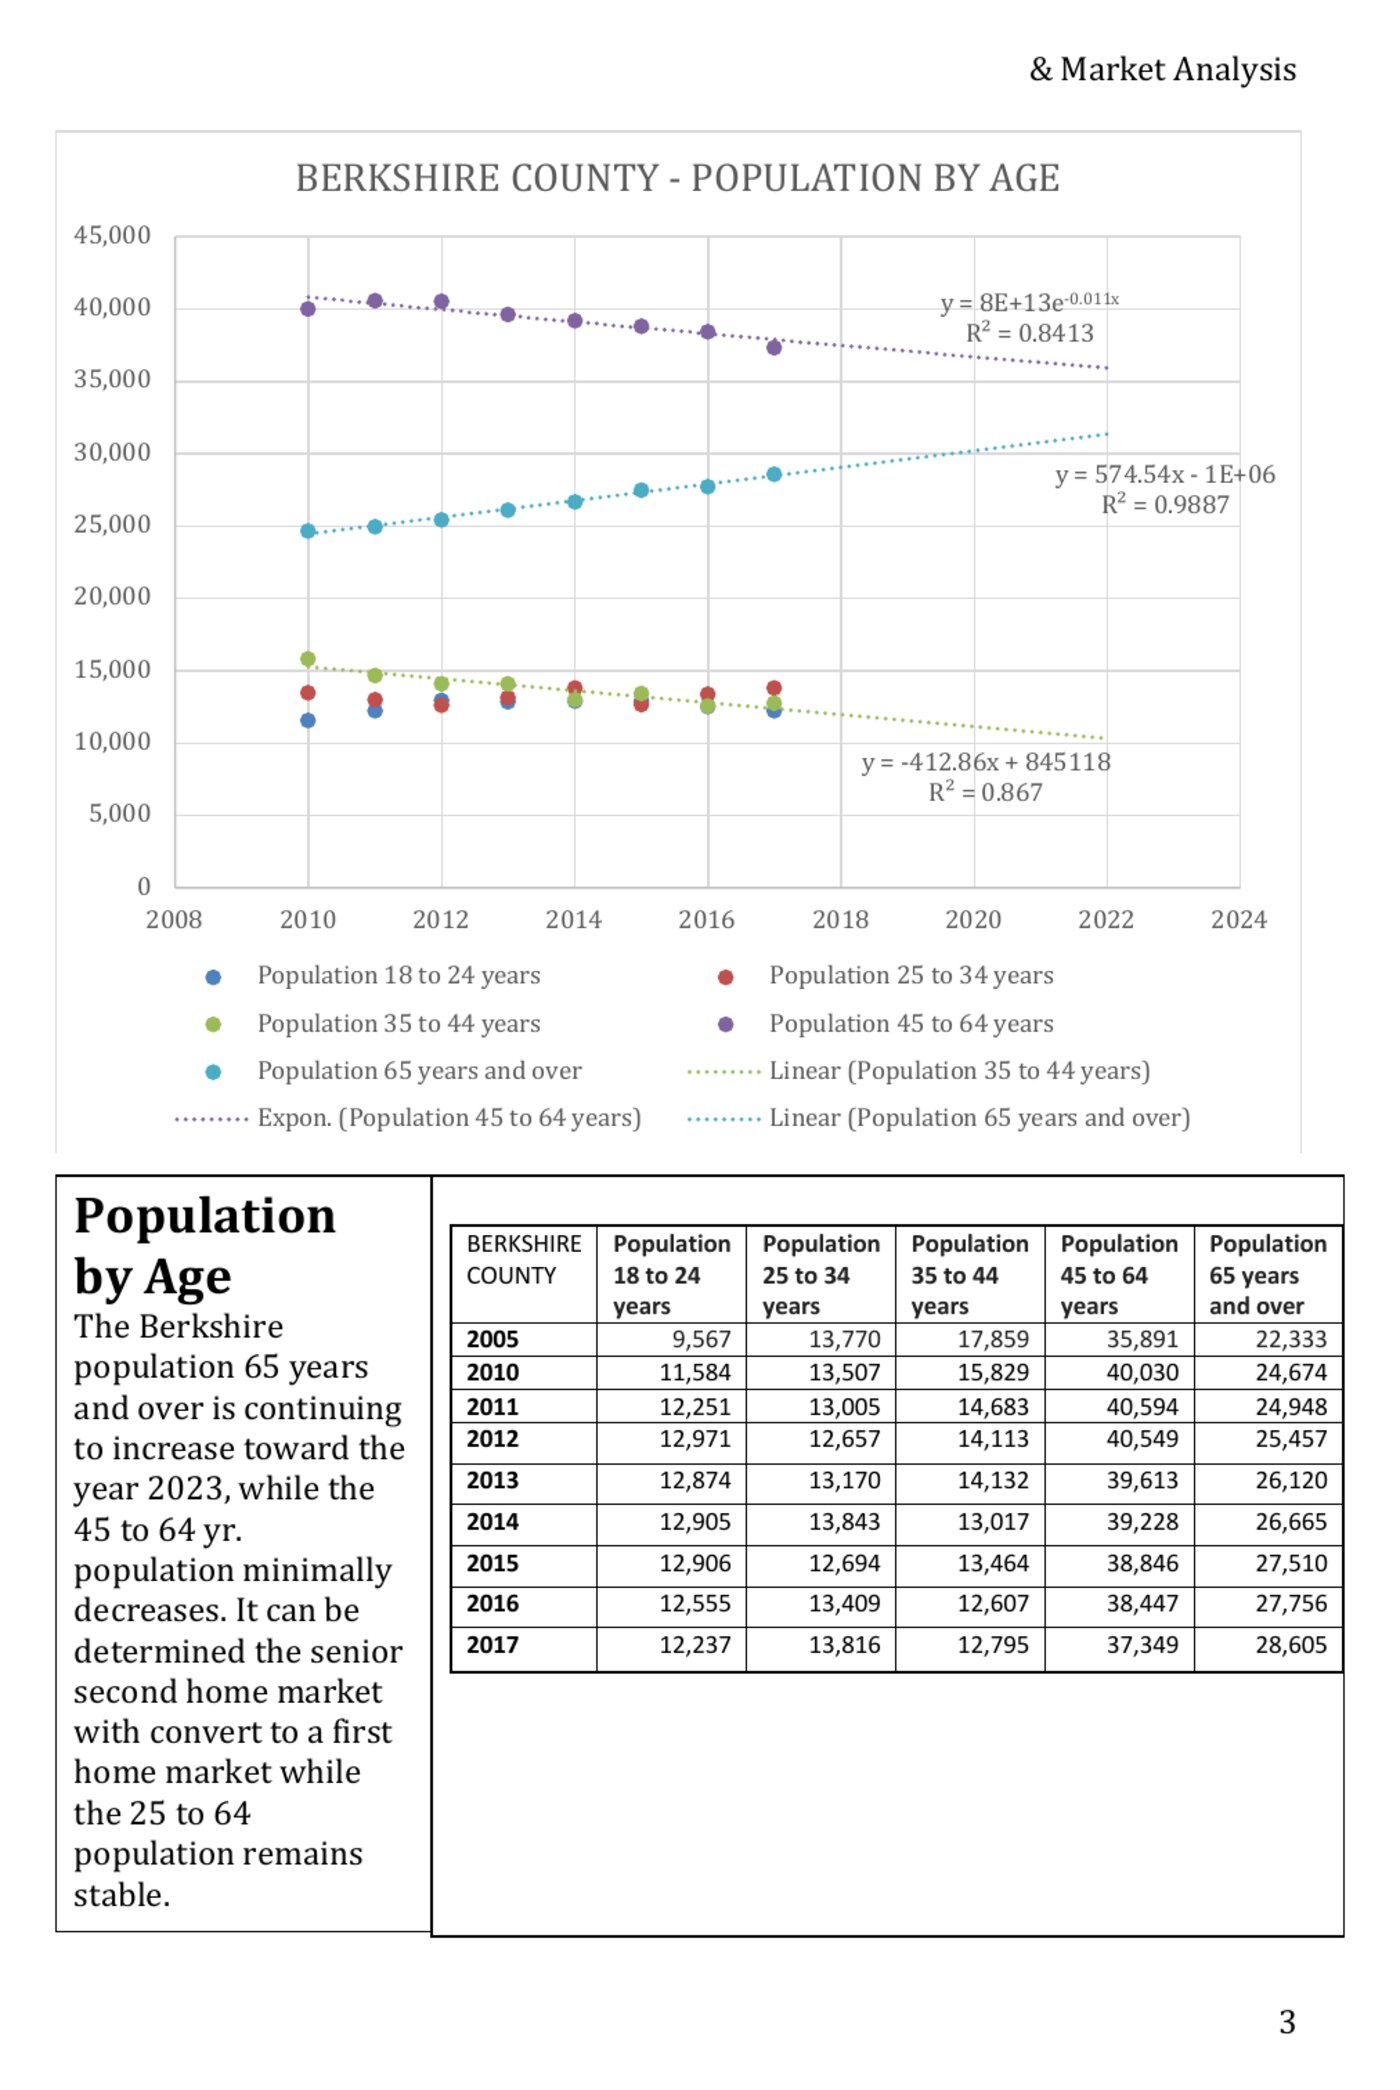 & Market Analysis
BERKSHIRE COUNTY - POPULATION BY AGE
45,000
40,000
35,000
30,000
25,000
20,000
15,000
10,000
5,000
0
y = 8E+13e^-0.011x
R² = 0.8413
y = 574.54x - 1E+06
R² = 0.9887
y = -412.86x + 845118
R² = 0.867
2008 2010 2012 2014 2016 2018 2020 2022 2024
Population 18 to 24 years Population 25 to 34 years
Population 35 to 44 years Population 45 to 64 years
Population 65 years and over Linear (Population 35 to 44 years)
Expon. (Population 45 to 64 years) Linear (Population 65 years and over)
Population
by Age
The Berkshire
population 65 years
and over is continuing
to increase toward the
year 2023, while the
45 to 64 yr.
population minimally
decreases. It can be
determined the senior
second home market
with convert to a first
home market while
the 25 to 64
population remains
stable.
BERKSHIRE Population Population Population Population Population
COUNTY 18 to 24 25 to 34 35 to 44 45 to 64 65 years
years years years years and over
2005 9,567 13,770 17,859 35,891 22,333
2010 11,584 13,507 15,829 40,030 24,674
2011 12,251 13,005 14,683 40,594 24,948
2012 12,971 12,657 14,113 40,549 25,457
2013 12,874 13,170 14,132 39,613 26,120
2014 12,905 13,843 13,017 39,228 26,665
2015 12,906 12,694 13,464 38,846 27,510
2016 12,555 13,409 12,607 38,447 27,756
2017 12,237 13,816 12,795 37,349 28,605
3